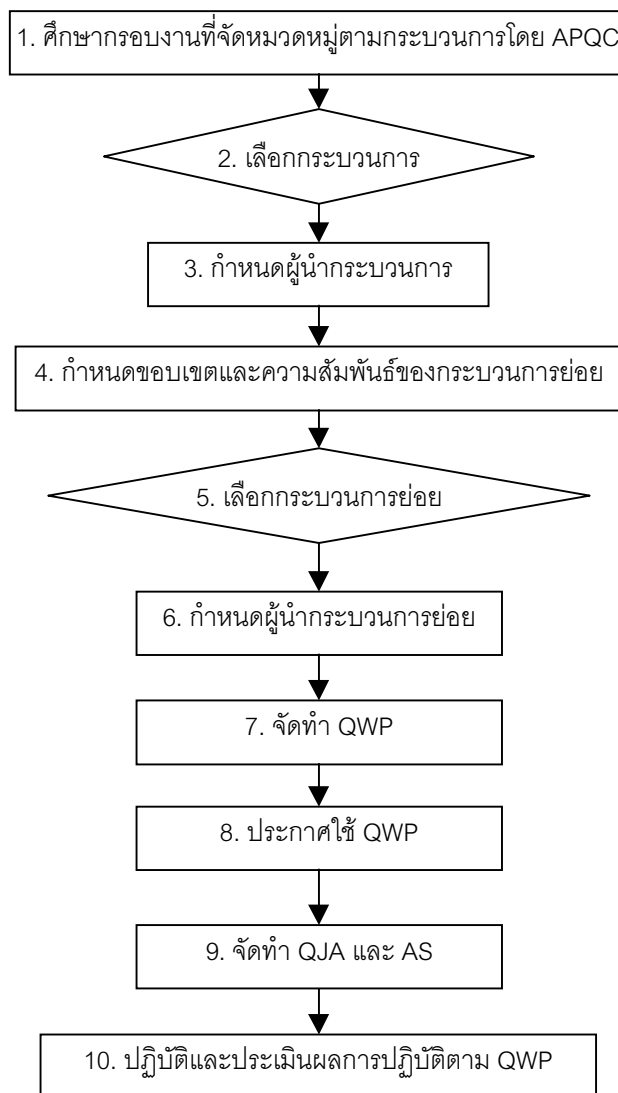 1. ศึกษากรอบงานที่จัดหมวดหมู่ตามกระบวนการโดย APQC
2. เลือกกระบวนการ
3. กำหนดผู้นำกระบวนการ
4. กำหนดขอบเขตและความสัมพันธ์ของกระบวนการย่อย
5. เลือกกระบวนการย่อย
6. กำหนดผู้นำกระบวนการย่อย
7. จัดทำ QWP
8. ประกาศใช้ QWP
9. จัดทำ QJA และ AS
10. ปฏิบัติและประเมินผลการปฏิบัติตาม QWP